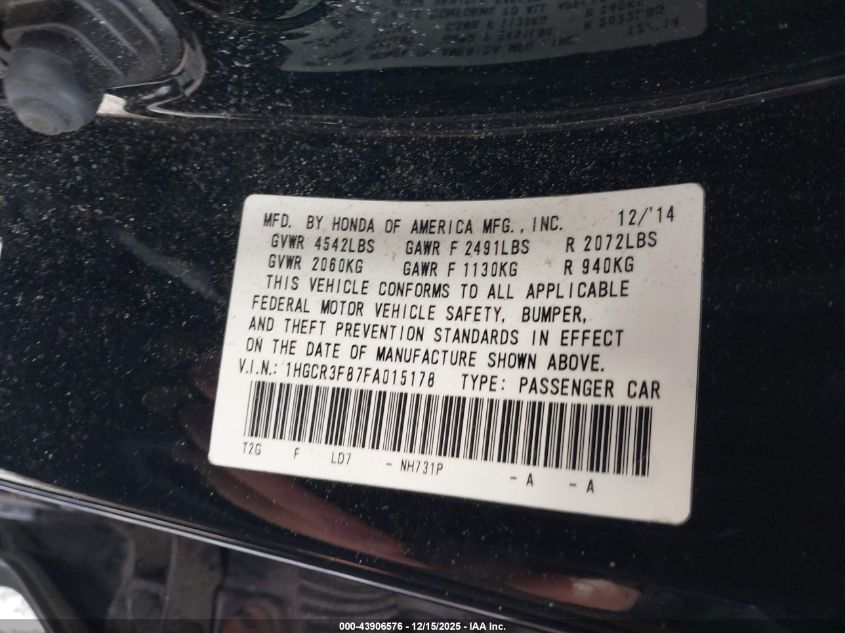 MFD. BY HONDA OF AMERICA MFG., INC. 12/'14
GVWR 4542LBS GAWR F 2491LBS R 2072LBS
GVWR 2060KG GAWR F 1130KG R 940KG
THIS VEHICLE CONFORMS TO ALL APPLICABLE
FEDERAL MOTOR VEHICLE SAFETY, BUMPER,
AND THEFT PREVENTION STANDARDS IN EFFECT
ON THE DATE OF MANUFACTURE SHOWN ABOVE.
V.I.N.: 1HGCR3F87FA015178 TYPE: PASSENGER CAR
T2G F LD7 - NH731P - A - A
000-43906576 - 12/15/2025 - IAA Inc.